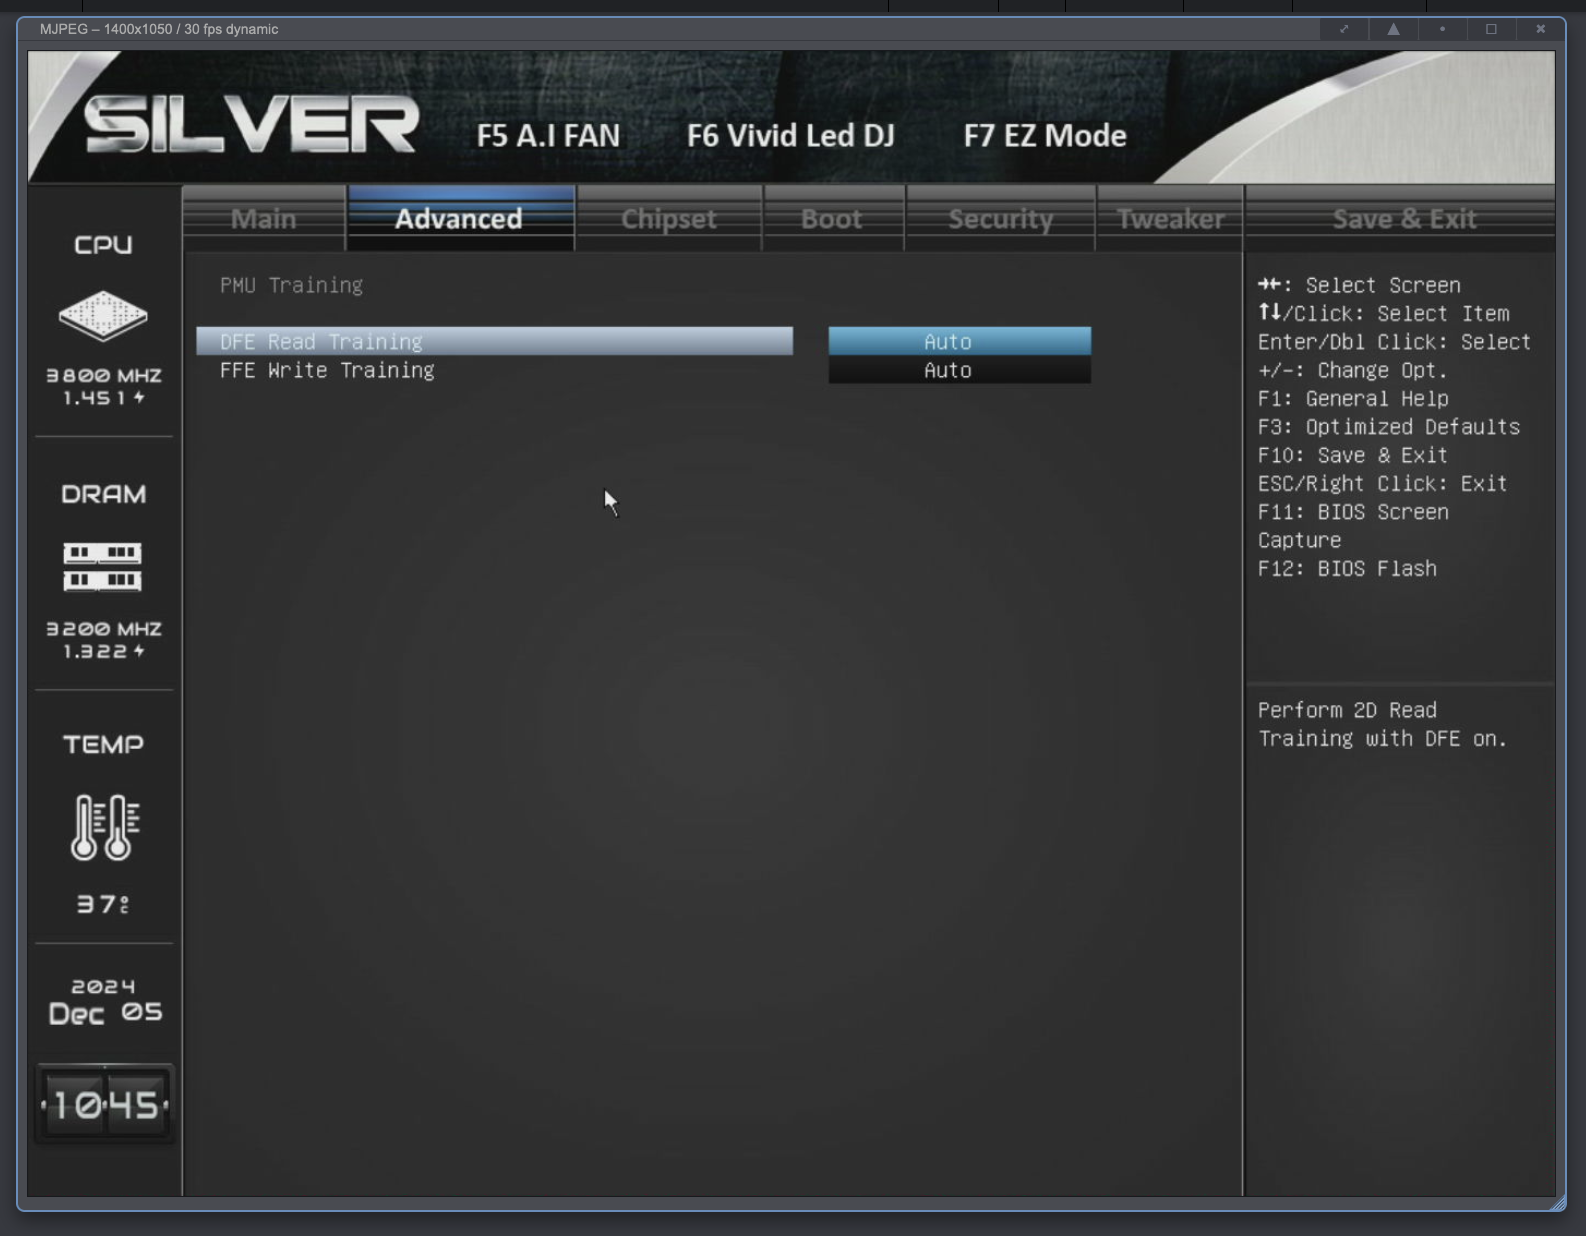 MJPEG – 1400x1050 / 30 fps dynamic
SILVER
F5 A.I FAN
F6 Vivid Led DJ
F7 EZ Mode
Main
Advanced
Chipset
Boot
Security
Tweaker
Save & Exit
CPU
3800 MHZ
1.451
DRAM
3200 MHZ
1.322
TEMP
37°C
2024
Dec 05
10:45
PMU Training
DFE Read Training Auto
FFE Write Training Auto
→←: Select Screen
↑↓/Click: Select Item
Enter/Dbl Click: Select
+/-: Change Opt.
F1: General Help
F3: Optimized Defaults
F10: Save & Exit
ESC/Right Click: Exit
F11: BIOS Screen
Capture
F12: BIOS Flash
Perform 2D Read
Training with DFE on.